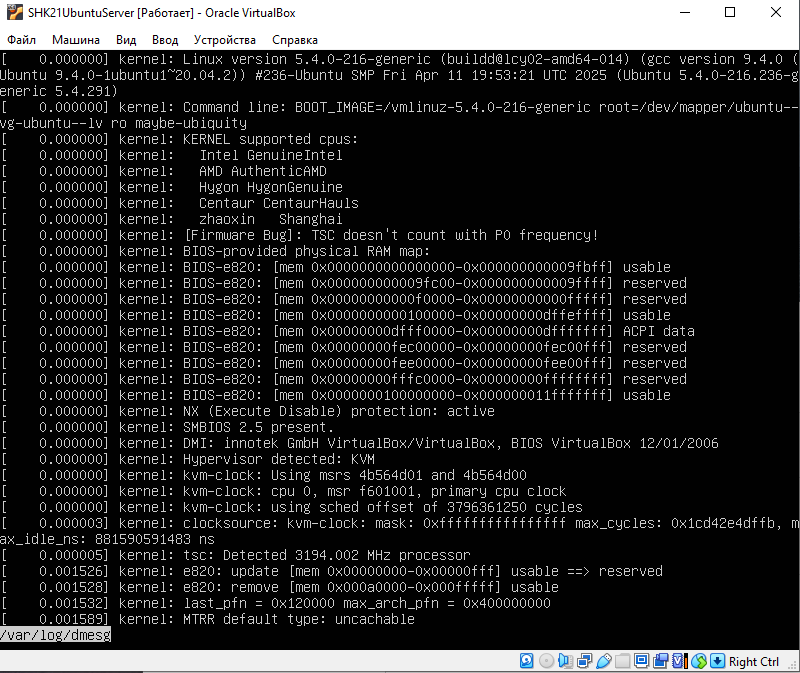 SHK21UbuntuServer [Работает] - Oracle VirtualBox
Файл Машина Вид Ввод Устройства Справка
[    0.000000] kernel: Linux version 5.4.0-216-generic (buildd@lcy02-amd64-014) (gcc version 9.4.0 (
Ubuntu 9.4.0-1ubuntu1~20.04.2)) #236-Ubuntu SMP Fri Apr 11 19:53:21 UTC 2025 (Ubuntu 5.4.0-216.236-g
eneric 5.4.291)
[    0.000000] kernel: Command line: BOOT_IMAGE=/vmlinuz-5.4.0-216-generic root=/dev/mapper/ubuntu--
vg-ubuntu--lv ro maybe-ubiquity
[    0.000000] kernel: KERNEL supported cpus:
[    0.000000] kernel:   Intel GenuineIntel
[    0.000000] kernel:   AMD AuthenticAMD
[    0.000000] kernel:   Hygon HygonGenuine
[    0.000000] kernel:   Centaur CentaurHauls
[    0.000000] kernel:   zhaoxin   Shanghai
[    0.000000] kernel: [Firmware Bug]: TSC doesn't count with P0 frequency!
[    0.000000] kernel: BIOS-provided physical RAM map:
[    0.000000] kernel: BIOS-e820: [mem 0x0000000000000000-0x000000000009fbff] usable
[    0.000000] kernel: BIOS-e820: [mem 0x000000000009fc00-0x000000000009ffff] reserved
[    0.000000] kernel: BIOS-e820: [mem 0x00000000000f0000-0x00000000000fffff] reserved
[    0.000000] kernel: BIOS-e820: [mem 0x0000000000100000-0x00000000dffeffff] usable
[    0.000000] kernel: BIOS-e820: [mem 0x00000000dfff0000-0x00000000dfffffff] ACPI data
[    0.000000] kernel: BIOS-e820: [mem 0x00000000fec00000-0x00000000fec00fff] reserved
[    0.000000] kernel: BIOS-e820: [mem 0x00000000fee00000-0x00000000fee00fff] reserved
[    0.000000] kernel: BIOS-e820: [mem 0x00000000fffc0000-0x00000000ffffffff] reserved
[    0.000000] kernel: BIOS-e820: [mem 0x0000000100000000-0x000000011fffffff] usable
[    0.000000] kernel: NX (Execute Disable) protection: active
[    0.000000] kernel: SMBIOS 2.5 present.
[    0.000000] kernel: DMI: innotek GmbH VirtualBox/VirtualBox, BIOS VirtualBox 12/01/2006
[    0.000000] kernel: Hypervisor detected: KVM
[    0.000000] kernel: kvm-clock: Using msrs 4b564d01 and 4b564d00
[    0.000000] kernel: kvm-clock: cpu 0, msr f601001, primary cpu clock
[    0.000000] kernel: kvm-clock: using sched offset of 3796361250 cycles
[    0.000003] kernel: clocksource: kvm-clock: mask: 0xffffffffffffffff max_cycles: 0x1cd42e4dffb, m
ax_idle_ns: 881590591483 ns
[    0.000005] kernel: tsc: Detected 3194.002 MHz processor
[    0.001526] kernel: e820: update [mem 0x00000000-0x00000fff] usable ==> reserved
[    0.001528] kernel: e820: remove [mem 0x000a0000-0x000fffff] usable
[    0.001532] kernel: last_pfn = 0x120000 max_arch_pfn = 0x400000000
[    0.001589] kernel: MTRR default type: uncachable
/var/log/dmesg
Right Ctrl